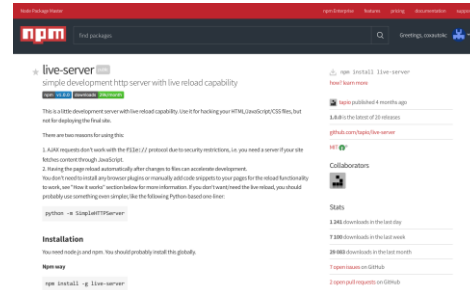 Node Package Master
npm Enterprise features pricing documentation support
npm
find packages
Greetings, coxavotic
live-server
simple development http server with live reload capability
npm v1.0.0 downloads
This is a little development server with live reload capability. Use it for hacking your HTML/JavaScript/CSS files, but
not for deploying the final site.
There are two reasons for using this:
1. AJAX requests don't work with the file:// protocol due to security restrictions, i.e. you need a server if your site
fetches content through JavaScript.
2. Having the page reload automatically after changes to files can accelerate development.
You don't need to install any browser plugins or manually add code snippets to your pages for the reload functionality
to work, see "How it works" section below for more information. If you don't want/need the live reload, you should
probably use something even simpler, like the following Python-based one-liner:
python -m SimpleHTTPServer
Installation
You need node.js and npm. You should probably install this globally.
Npm way
npm install -g live-server
npm install live-server
how? learn more
tapio published 4 months ago
1.0.0 is the latest of 20 releases
github.com/tapio/live-server
MIT
Collaborators
Stats
1 241 downloads in the last day
7 100 downloads in the last week
downloads in the last month
7 open issues on GitHub
2 open pull requests on GitHub